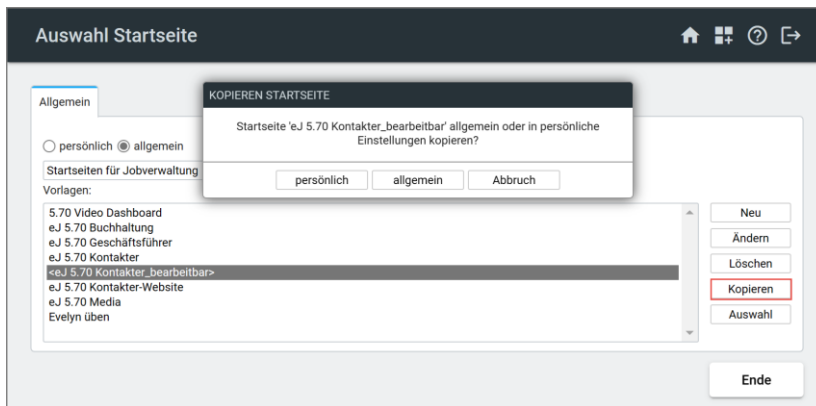 Auswahl Startseite
Allgemein
KOPIEREN STARTSEITE
Startseite 'eJ 5.70 Kontakter_bearbeitbar' allgemein oder in persönliche
Einstellungen kopieren?
persönlich allgemein Abbruch
persönlich allgemein
Startseiten für Jobverwaltung
Vorlagen:
5.70 Video Dashboard
eJ 5.70 Buchhaltung
eJ 5.70 Geschäftsführer
eJ 5.70 Kontakter
<eJ 5.70 Kontakter_bearbeitbar>
eJ 5.70 Kontakter-Website
eJ 5.70 Media
Evelyn üben
Neu
Ändern
Löschen
Kopieren
Auswahl
Ende